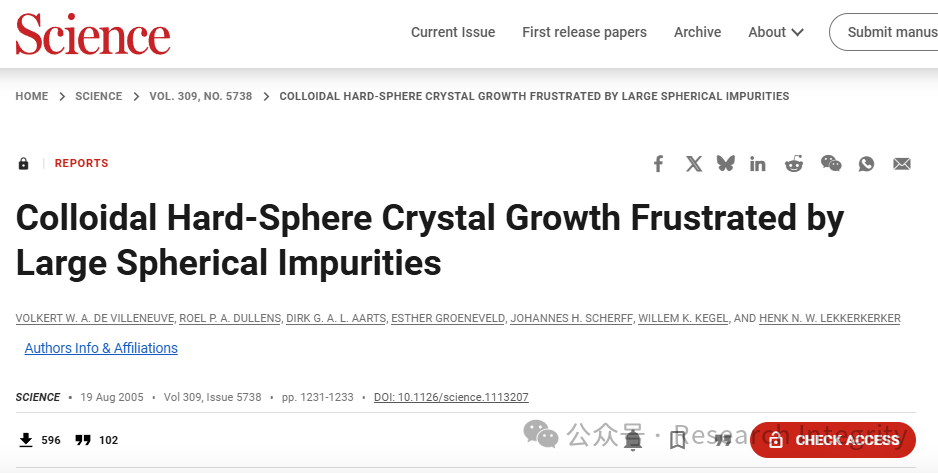 Science
Current Issue First release papers Archive About Submit manus
HOME > SCIENCE > VOL. 309, NO. 5738 > COLLOIDAL HARD-SPHERE CRYSTAL GROWTH FRUSTRATED BY LARGE SPHERICAL IMPURITIES
REPORTS
Colloidal Hard-Sphere Crystal Growth Frustrated by
Large Spherical Impurities
VOLKERT W. A. DE VILLENEUVE, ROEL P. A. DULLENS, DIRK G. A. L. AARTS, ESTHER GROENEVELD, JOHANNES H. SCHERFF, WILLEM K. KEGEL, AND HENK N. W. LEKKERKERKER
Authors Info & Affiliations
SCIENCE • 19 Aug 2005 • Vol 309, Issue 5738 • pp. 1231-1233 • DOI: 10.1126/science.1113207
596 102 CHECK ACCESS
公众号 · Research Integrity